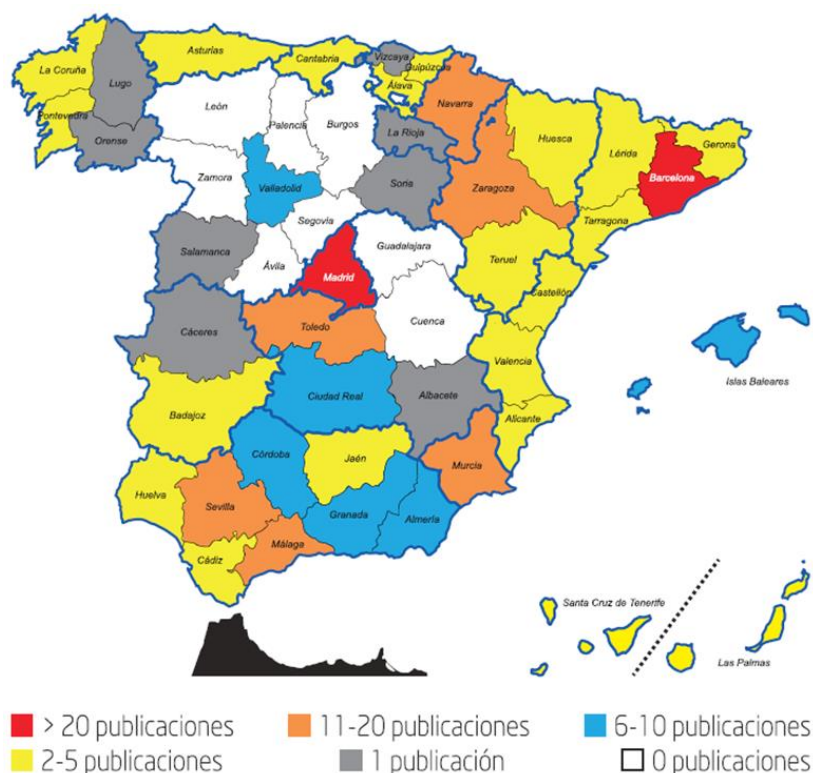 Asturias
Cantabria
Vizcaya
Guipúzcua
La Coruña
Lugo
Álava
Navarra
León
Palencia
Burgos
Pontevedra
Orense
La Rioja
Huesca
Lérida
Gerona
Barcelona
Zamora
Valladolid
Soria
Zaragoza
Segovia
Tarragona
Salamanca
Ávila
Guadalajara
Madrid
Teruel
Castellón
Cáceres
Toledo
Cuenca
Valencia
Islas Baleares
Ciudad Real
Albacete
Badajoz
Alicante
Córdoba
Jaén
Murcia
Huelva
Sevilla
Granada
Almería
Málaga
Cádiz
Santa Cruz de Tenerife
Las Palmas
> 20 publicaciones
11-20 publicaciones
6-10 publicaciones
2-5 publicaciones
1 publicación
0 publicaciones